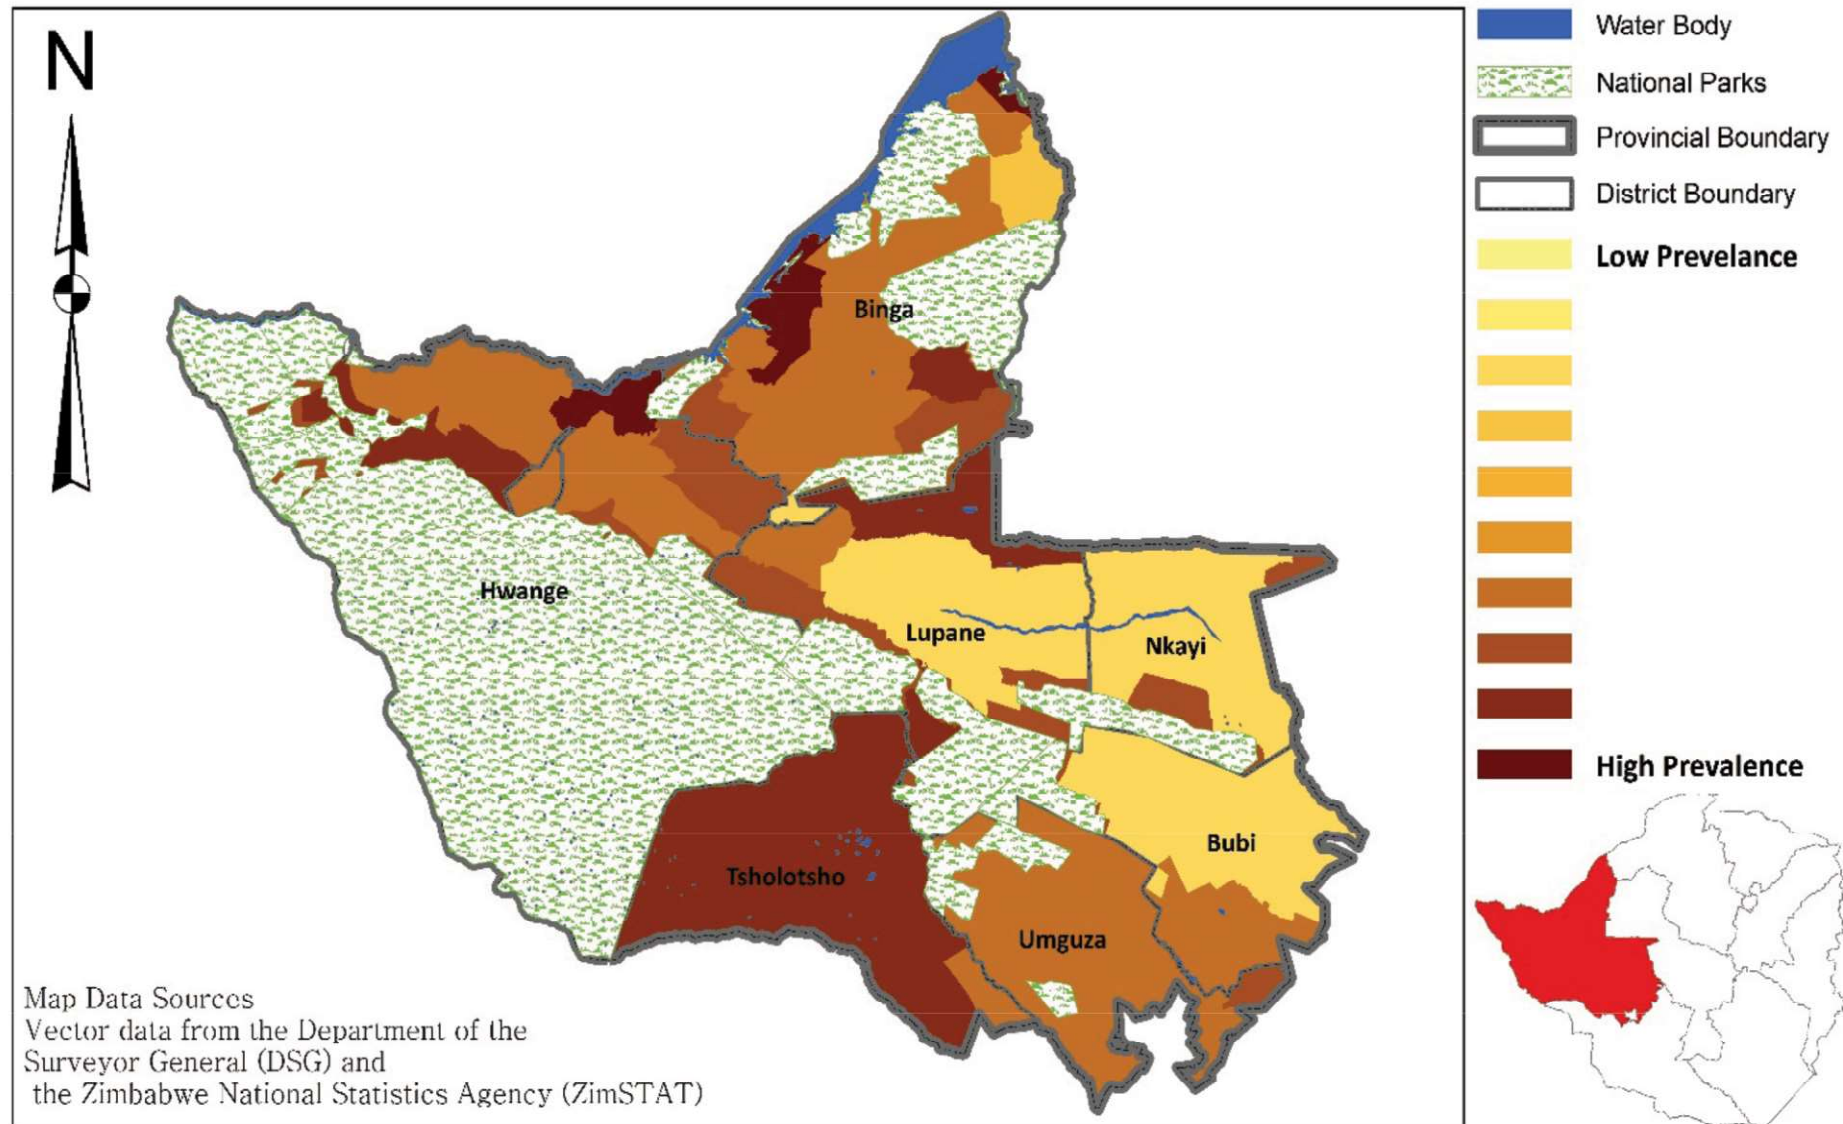 N
Binga
Hwange
Lupane
Nkayi
Bubi
Tsholotsho
Umguza
Map Data Sources
Vector data from the Department of the
Surveyor General (DSG) and
the Zimbabwe National Statistics Agency (ZimSTAT)
Water Body
National Parks
Provincial Boundary
District Boundary
Low Prevelance
High Prevalence